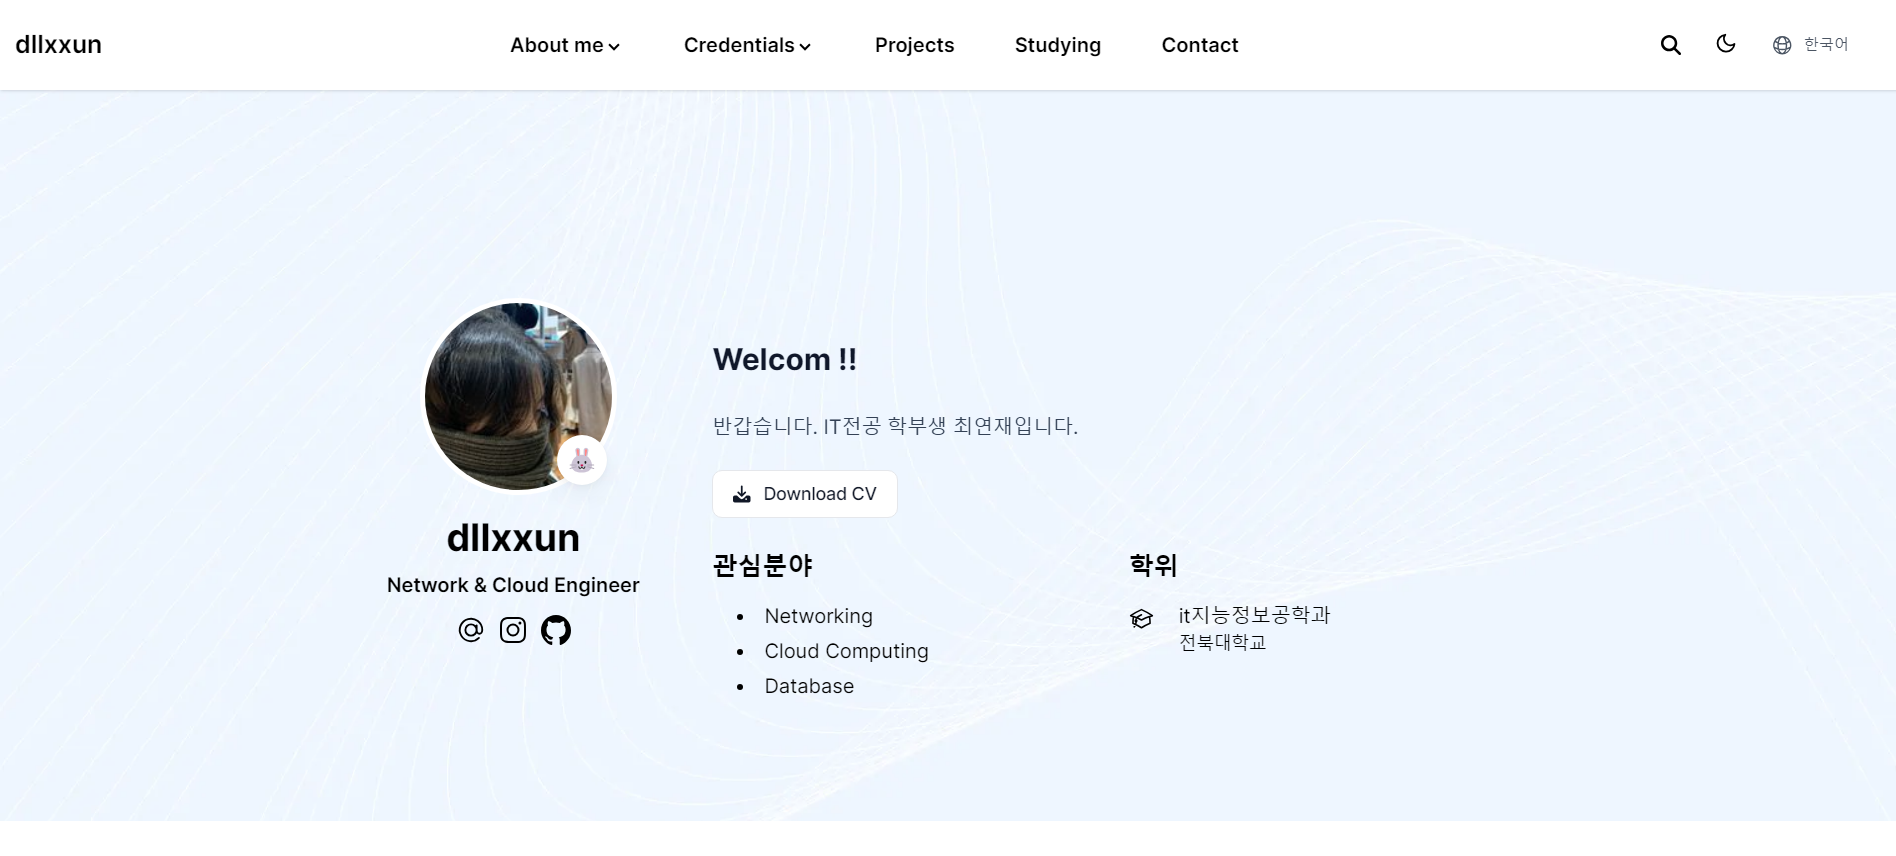 dllxxun
About me
Credentials
Projects
Studying
Contact
한국어
Welcom !!
반갑습니다. IT전공 학부생 최연재입니다.
Download CV
dllxxun
Network & Cloud Engineer
관심분야
Networking
Cloud Computing
Database
학위
it지능정보공학과
전북대학교